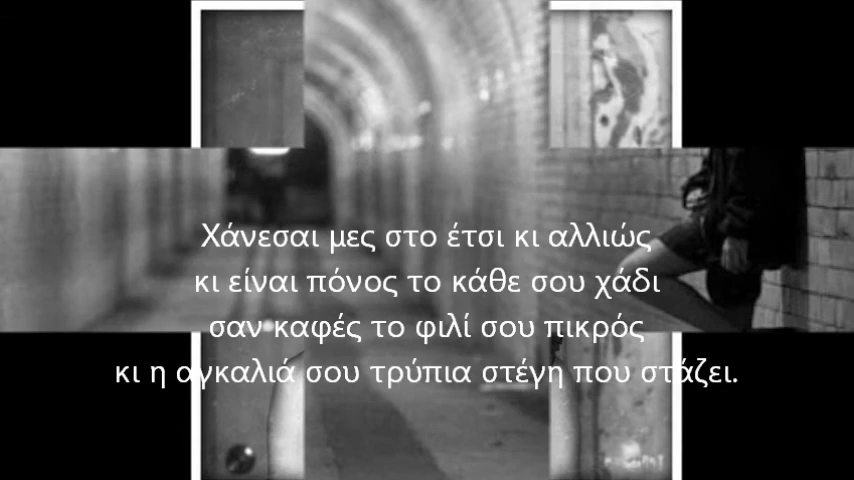 Χάνεσαι μες στο έτσι κι αλλιώς
κι είναι πόνος το κάθε σου χάδι
σαν καφές το φιλί σου πικρός
κι η αγκαλιά σου τρύπια στέγη που στάζει.